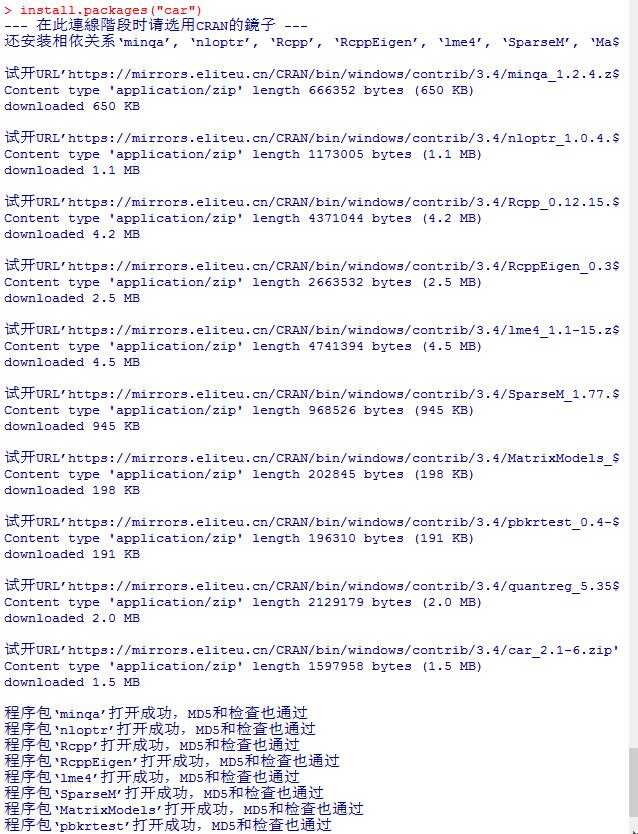 > install.packages("car")
--- 在此連線階段时请选用CRAN的鏡子 ---
还安装相依关系‘minqa’, ‘nloptr’, ‘Rcpp’, ‘RcppEigen’, ‘lme4’, ‘SparseM’, ‘Ma$
试开URL’https://mirrors.eliteu.cn/CRAN/bin/windows/contrib/3.4/minqa_1.2.4.z$
Content type 'application/zip' length 666352 bytes (650 KB)
downloaded 650 KB
试开URL’https://mirrors.eliteu.cn/CRAN/bin/windows/contrib/3.4/nloptr_1.0.4.$
Content type 'application/zip' length 1173005 bytes (1.1 MB)
downloaded 1.1 MB
试开URL’https://mirrors.eliteu.cn/CRAN/bin/windows/contrib/3.4/Rcpp_0.12.15.$
Content type 'application/zip' length 4371044 bytes (4.2 MB)
downloaded 4.2 MB
试开URL’https://mirrors.eliteu.cn/CRAN/bin/windows/contrib/3.4/RcppEigen_0.3$
Content type 'application/zip' length 2663532 bytes (2.5 MB)
downloaded 2.5 MB
试开URL’https://mirrors.eliteu.cn/CRAN/bin/windows/contrib/3.4/lme4_1.1-15.z$
Content type 'application/zip' length 4741394 bytes (4.5 MB)
downloaded 4.5 MB
试开URL’https://mirrors.eliteu.cn/CRAN/bin/windows/contrib/3.4/SparseM_1.77.$
Content type 'application/zip' length 968526 bytes (945 KB)
downloaded 945 KB
试开URL’https://mirrors.eliteu.cn/CRAN/bin/windows/contrib/3.4/MatrixModels_$
Content type 'application/zip' length 202845 bytes (198 KB)
downloaded 198 KB
试开URL’https://mirrors.eliteu.cn/CRAN/bin/windows/contrib/3.4/pbkrtest_0.4-$
Content type 'application/zip' length 196310 bytes (191 KB)
downloaded 191 KB
试开URL’https://mirrors.eliteu.cn/CRAN/bin/windows/contrib/3.4/quantreg_5.35$
Content type 'application/zip' length 2129179 bytes (2.0 MB)
downloaded 2.0 MB
试开URL’https://mirrors.eliteu.cn/CRAN/bin/windows/contrib/3.4/car_2.1-6.zip'
Content type 'application/zip' length 1597958 bytes (1.5 MB)
downloaded 1.5 MB
程序包‘minqa’打开成功，MD5和检查也通过
程序包‘nloptr’打开成功，MD5和检查也通过
程序包‘Rcpp’打开成功，MD5和检查也通过
程序包‘RcppEigen’打开成功，MD5和检查也通过
程序包‘lme4’打开成功，MD5和检查也通过
程序包‘SparseM’打开成功，MD5和检查也通过
程序包‘MatrixModels’打开成功，MD5和检查也通过
程序包‘pbkrtest’打开成功，MD5和检查也通过